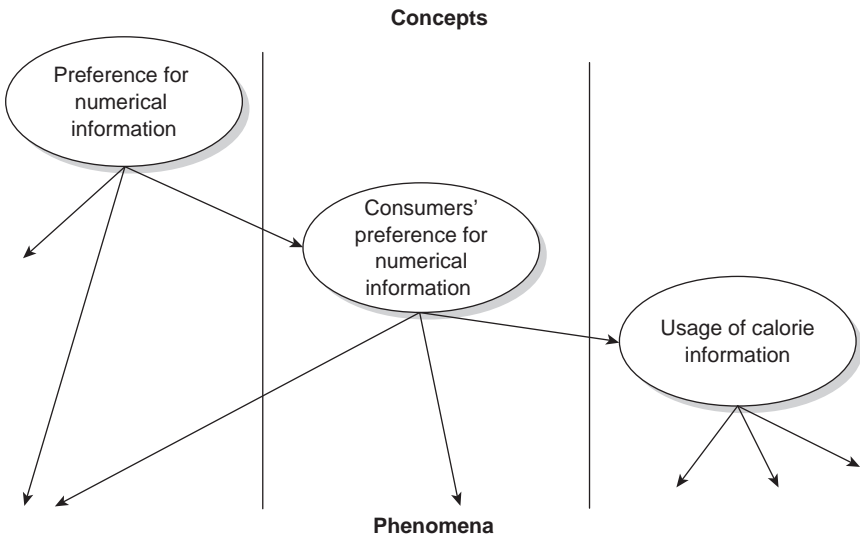 Concepts
Preference for
numerical
information
Consumers’
preference for
numerical
information
Usage of calorie
information
Phenomena